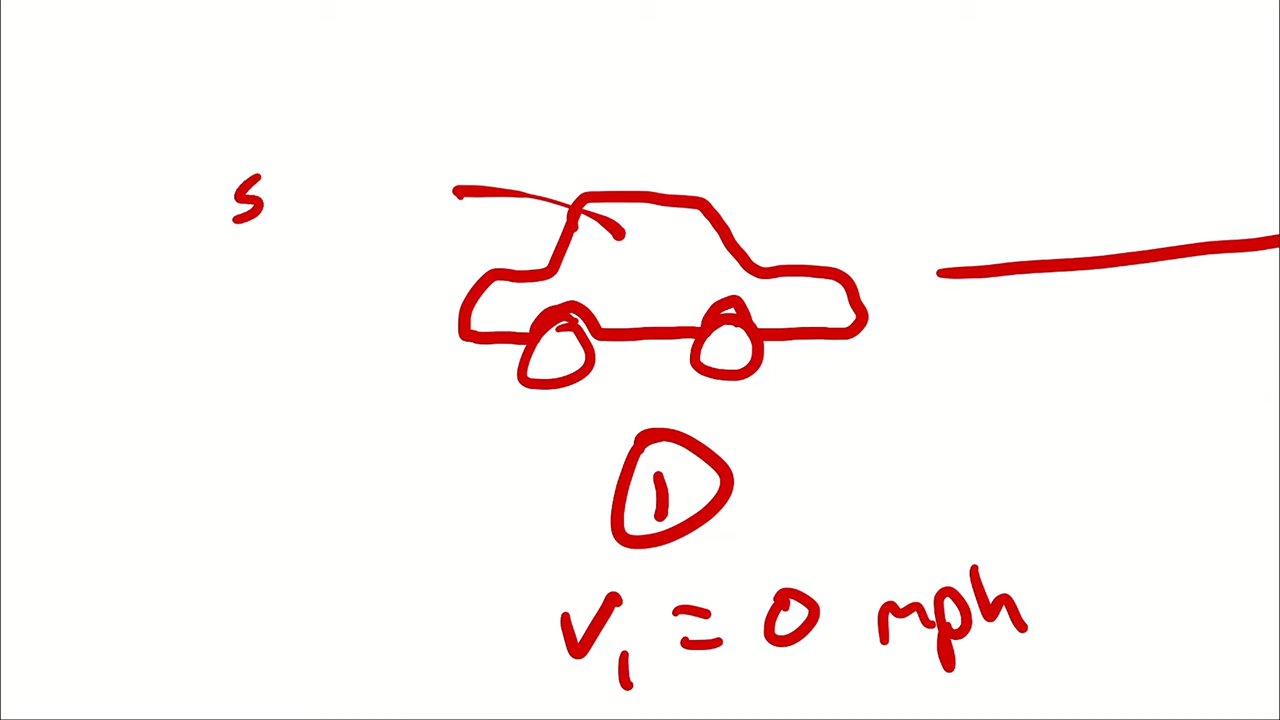 s
1
v₁ = 0 mph